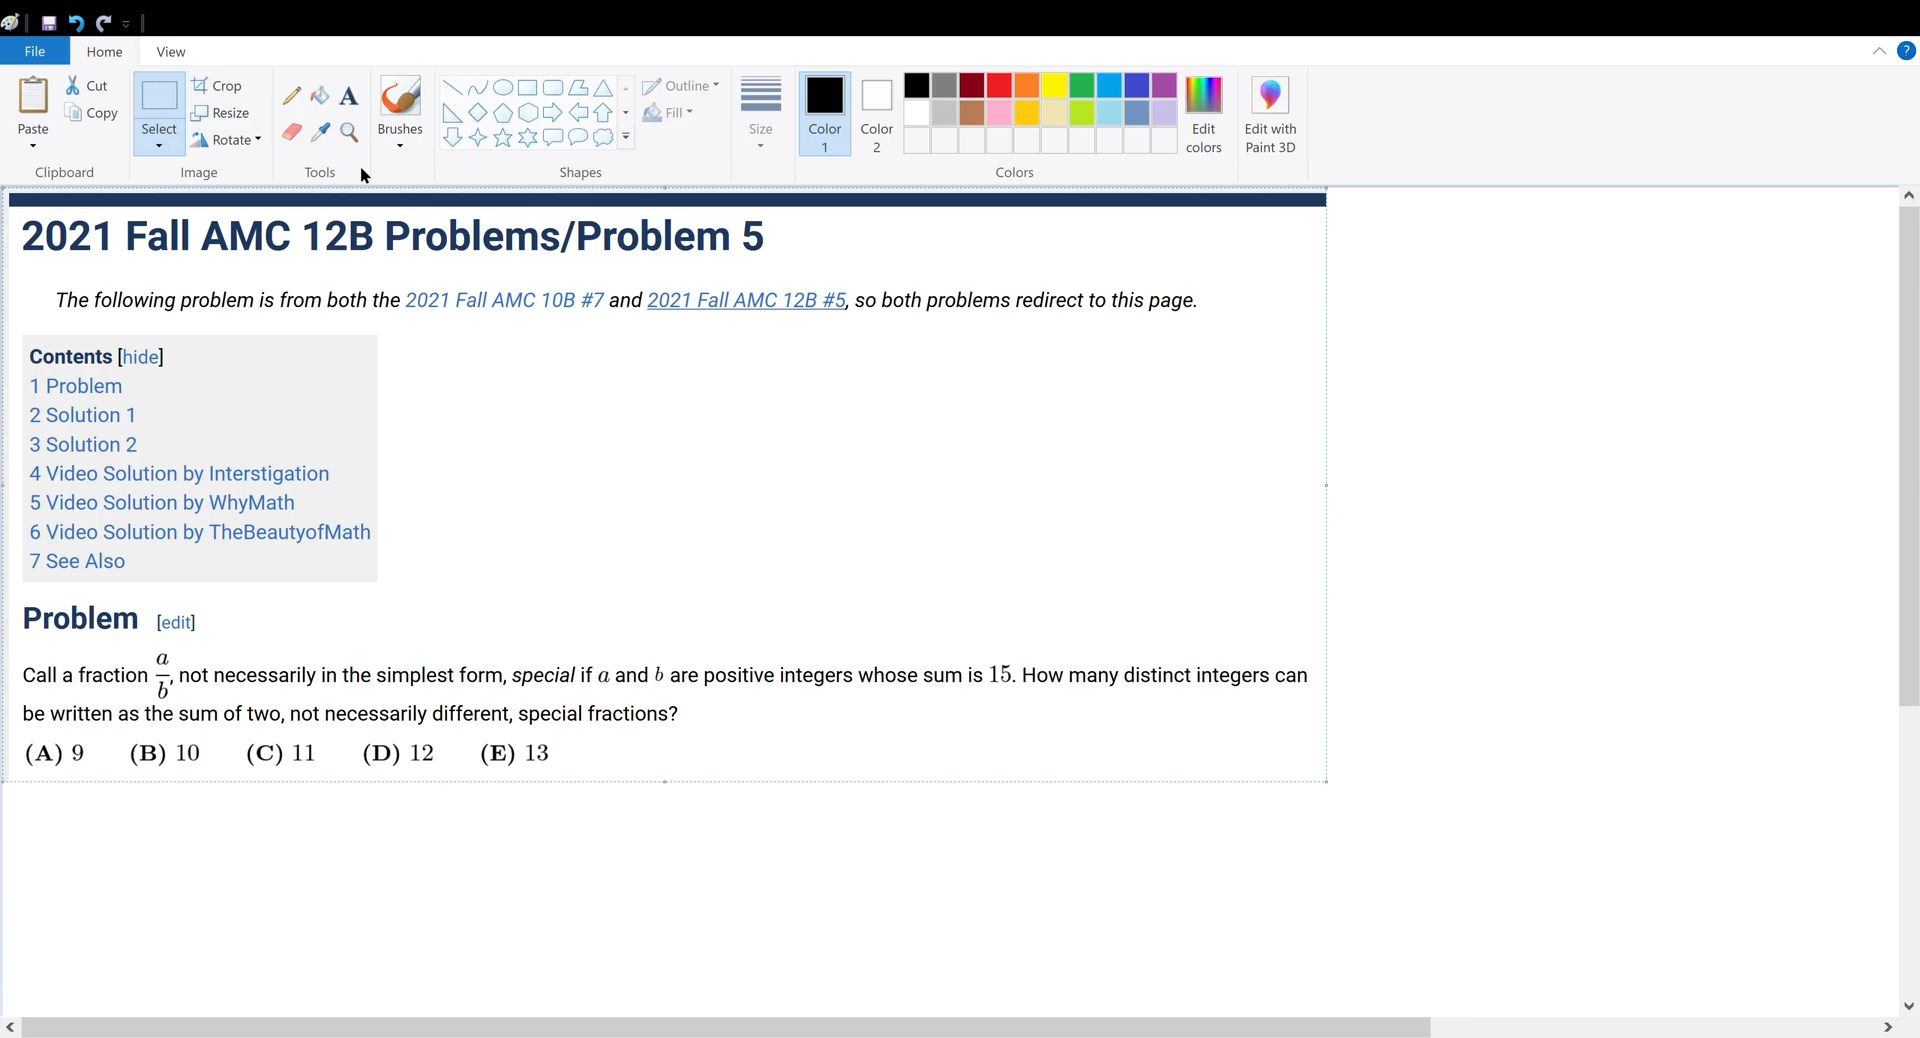 File Home View
Paste Cut Copy Select Crop Resize Rotate Brushes Outline Fill Size Color 1 Color 2 Edit colors Edit with Paint 3D
Clipboard Image Tools Shapes Colors
2021 Fall AMC 12B Problems/Problem 5
The following problem is from both the 2021 Fall AMC 10B #7 and 2021 Fall AMC 12B #5, so both problems redirect to this page.
Contents [hide]
1 Problem
2 Solution 1
3 Solution 2
4 Video Solution by Interstigation
5 Video Solution by WhyMath
6 Video Solution by TheBeautyofMath
7 See Also
Problem [edit]
Call a fraction a/b, not necessarily in the simplest form, special if a and b are positive integers whose sum is 15. How many distinct integers can
be written as the sum of two, not necessarily different, special fractions?
(A) 9 (B) 10 (C) 11 (D) 12 (E) 13